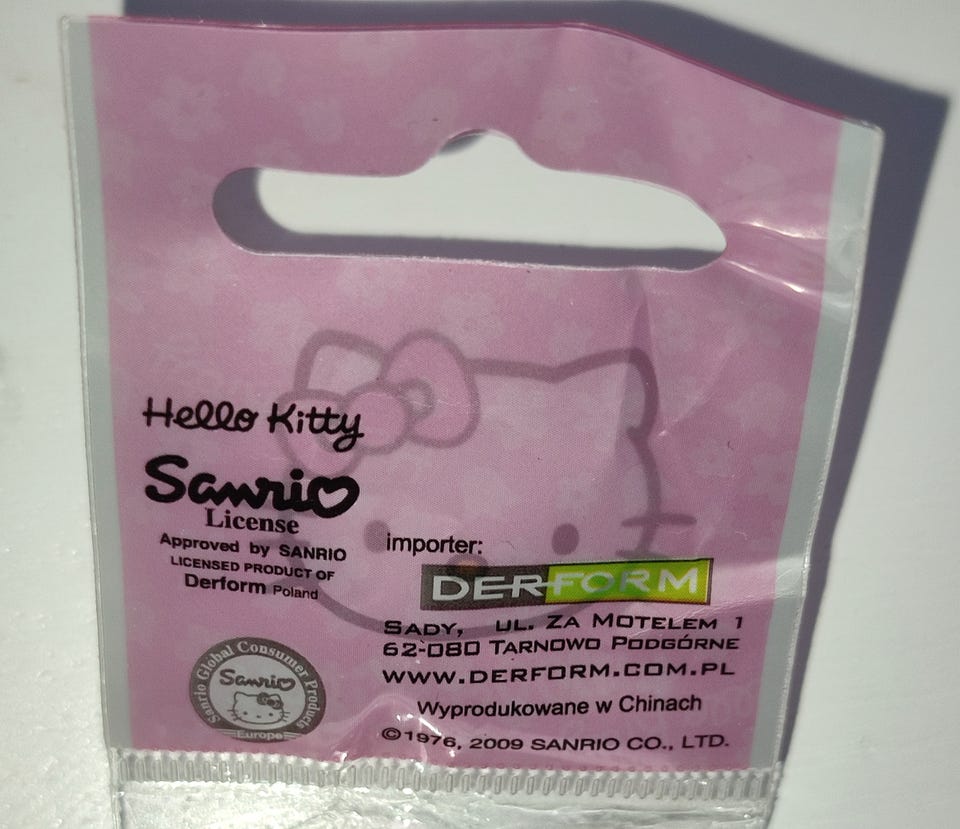 Hello Kitty
Sanrio
License
Approved by SANRIO
LICENSED PRODUCT OF
Derform Poland
importer:
DERFORM
SADY, UL. ZA MOTELEM 1
62-080 TARNOWO PODGÓRNE
WWW.DERFORM.COM.PL
Wyprodukowane w Chinach
©1976, 2009 SANRIO CO., LTD.
Sanrio Global Consumer Products
Sanrio
Europe